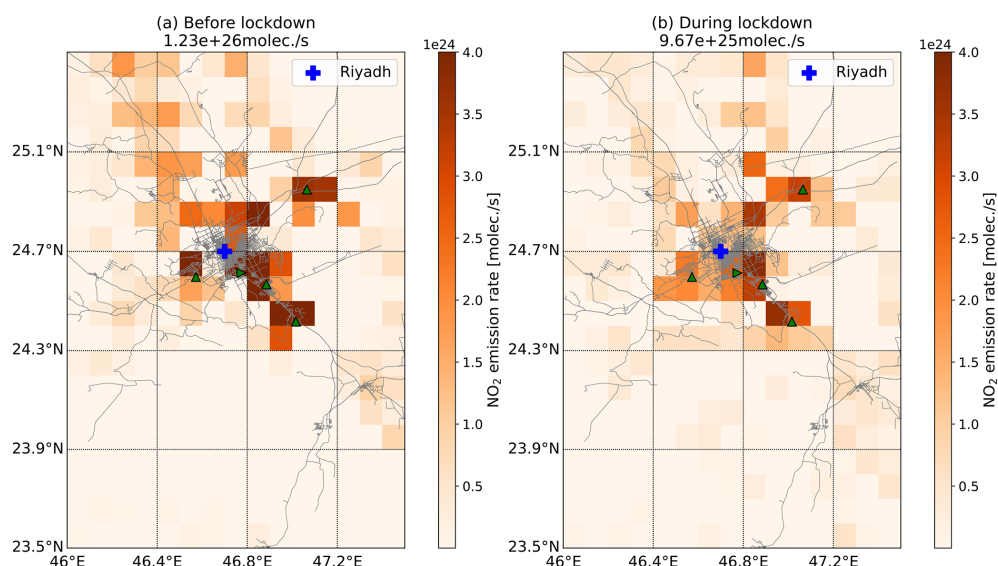 (a) Before lockdown
1.23e+26molec./s
1e24
Riyadh
25.1°N
24.7°N
24.3°N
23.9°N
23.5°N
46°E
46.4°E
46.8°E
47.2°E
4.0
3.5
3.0
2.5
2.0
1.5
1.0
0.5
NO₂ emission rate [molec./s]
(b) During lockdown
9.67e+25molec./s
1e24
Riyadh
25.1°N
24.7°N
24.3°N
23.9°N
23.5°N
46°E
46.4°E
46.8°E
47.2°E
4.0
3.5
3.0
2.5
2.0
1.5
1.0
0.5
NO₂ emission rate [molec./s]